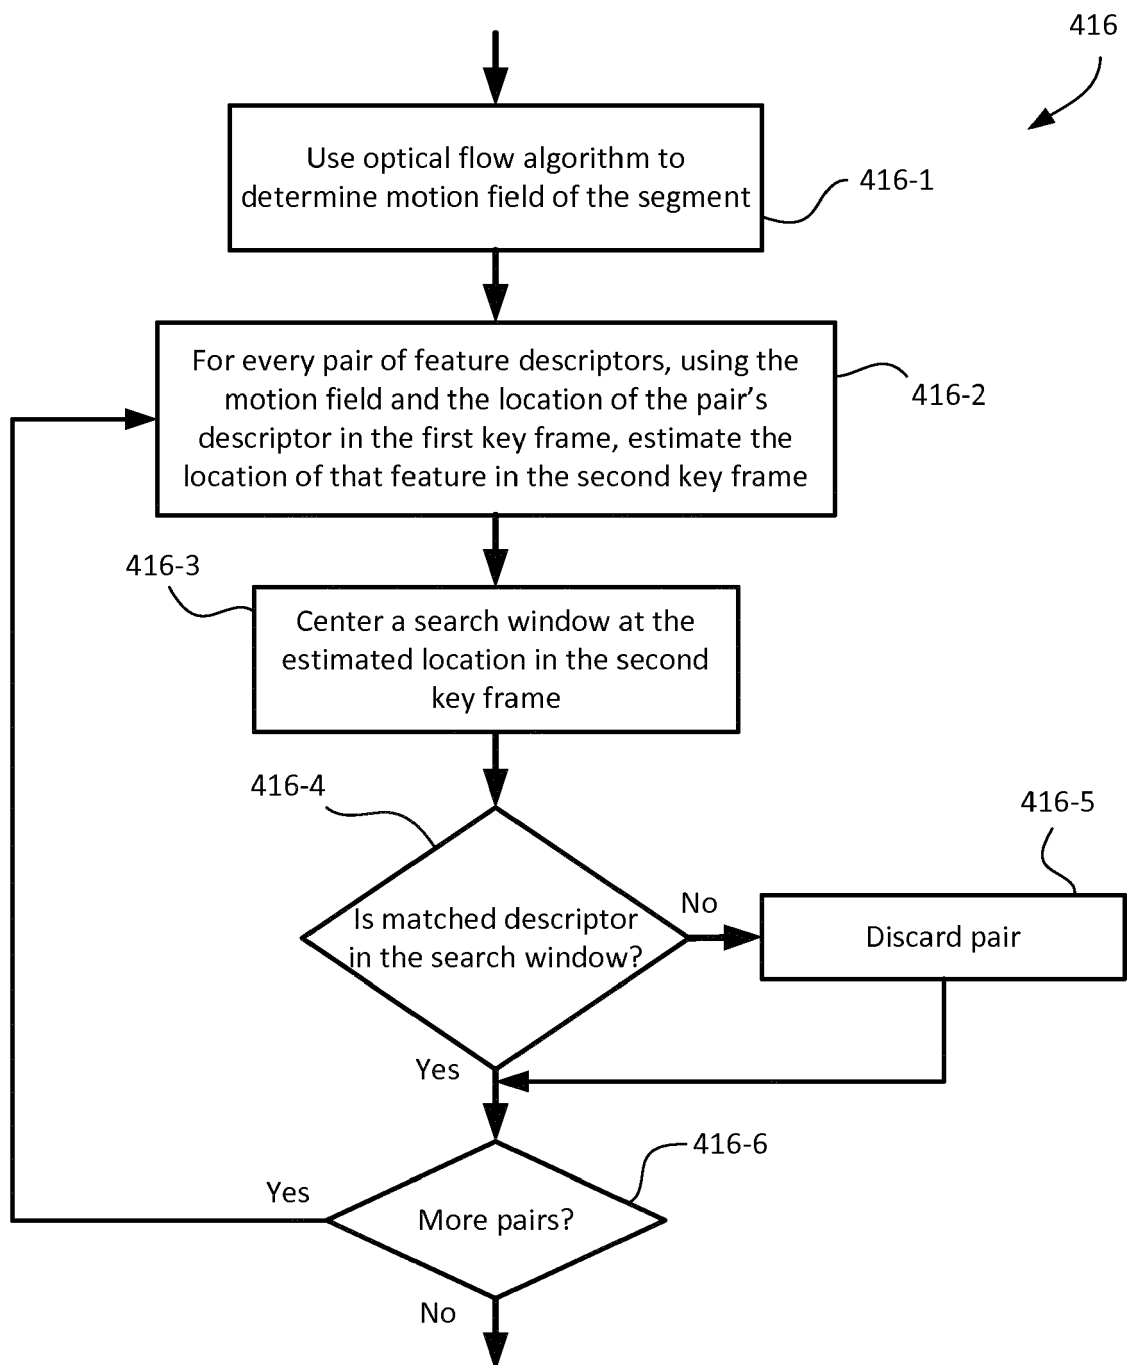 416
Use optical flow algorithm to
determine motion field of the segment
416-1
For every pair of feature descriptors, using the
motion field and the location of the pair’s
descriptor in the first key frame, estimate the
location of that feature in the second key frame
416-2
416-3
Center a search window at the
estimated location in the second
key frame
416-4
Is matched descriptor
in the search window?
No
416-5
Discard pair
Yes
416-6
More pairs?
Yes
No